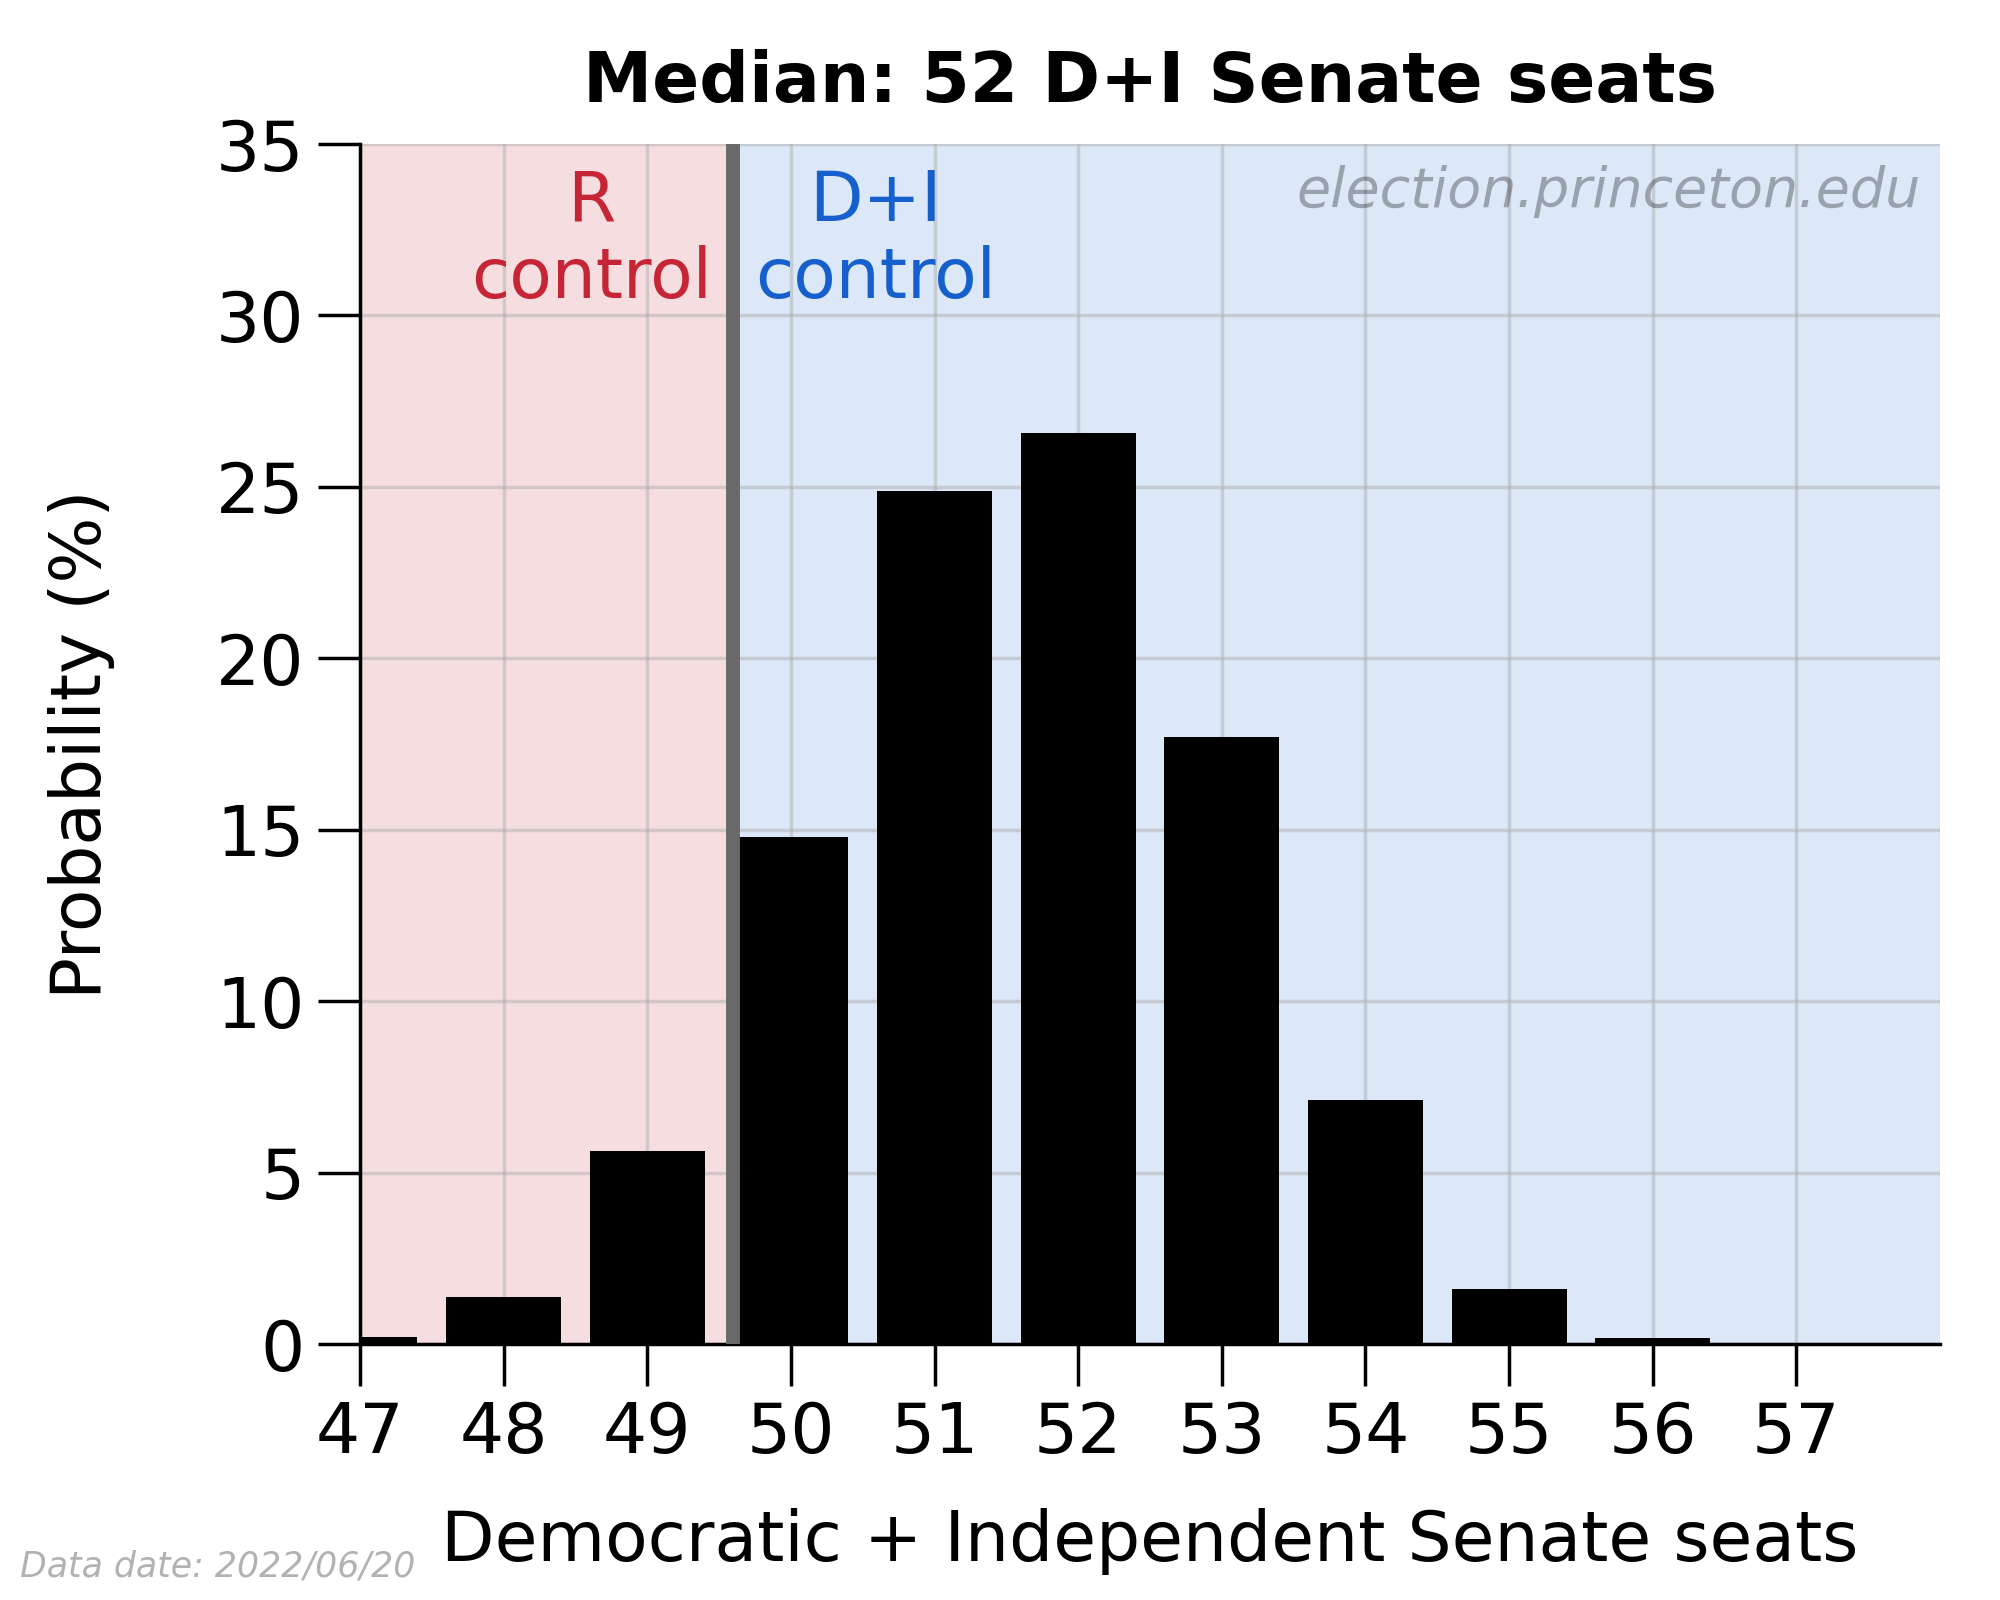 Median: 52 D+I Senate seats
R
control
D+I
control
election.princeton.edu
Probability (%)
35
30
25
20
15
10
5
0
47 48 49 50 51 52 53 54 55 56 57
Democratic + Independent Senate seats
Data date: 2022/06/20